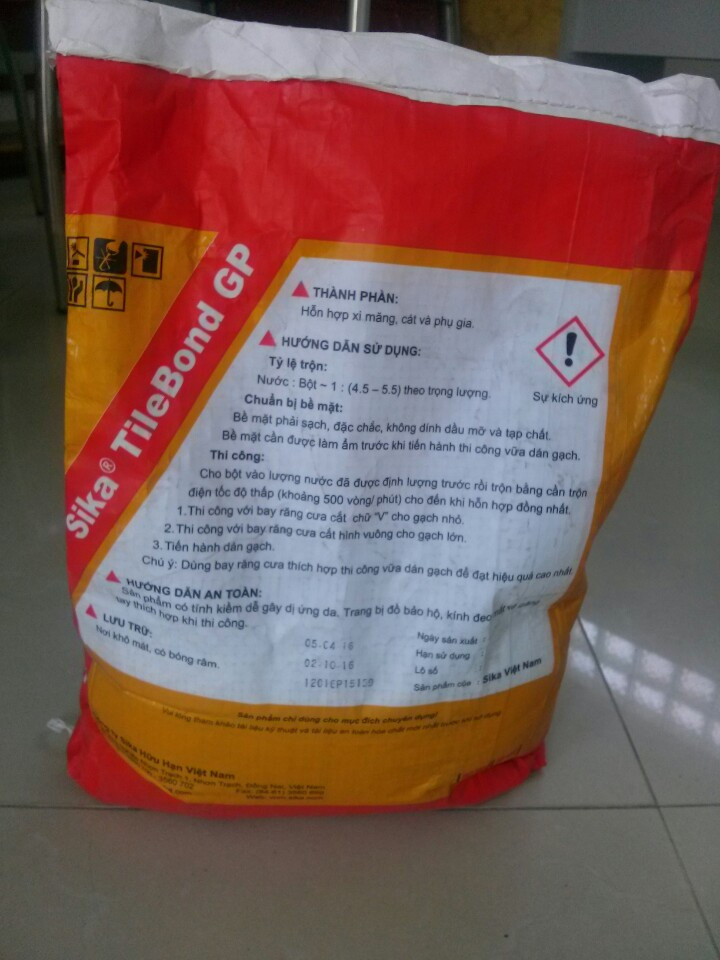 Sika® TileBond GP
THÀNH PHẦN:
Hỗn hợp xi măng, cát và phụ gia.
HƯỚNG DẪN SỬ DỤNG:
Tỷ lệ trộn:
Nước : Bột ~ 1 : (4.5 – 5.5) theo trọng lượng.
Sự kích ứng
Chuẩn bị bề mặt:
Bề mặt phải sạch, đặc chắc, không dính dầu mỡ và tạp chất.
Bề mặt cần được làm ẩm trước khi tiến hành thi công vữa dán gạch.
Thi công:
Cho bột vào lượng nước đã được định lượng trước rồi trộn bằng cần trộn
điện tốc độ thấp (khoảng 500 vòng/ phút) cho đến khi hỗn hợp đồng nhất.
1. Thi công với bay răng cưa cắt chữ "V" cho gạch nhỏ.
2. Thi công với bay răng cưa cắt hình vuông cho gạch lớn.
3. Tiến hành dán gạch.
Chú ý: Dùng bay răng cưa thích hợp thi công vữa dán gạch để đạt hiệu quả cao nhất.
HƯỚNG DẪN AN TOÀN:
Sản phẩm có tính kiềm dễ gây dị ứng da. Trang bị đồ bảo hộ, kính đeo
tay thích hợp khi thi công.
LƯU TRỮ:
Nơi khô mát, có bóng râm.
Ngày sản xuất : 05.04 16
Hạn sử dụng : 02.10.16
Lô số :
Sản phẩm của : Sika Việt Nam
Sản phẩm chỉ dùng cho mục đích chuyên dụng!
Sika Hữu Hạn Việt Nam
Nhơn Trạch, Đồng Nai, Việt Nam